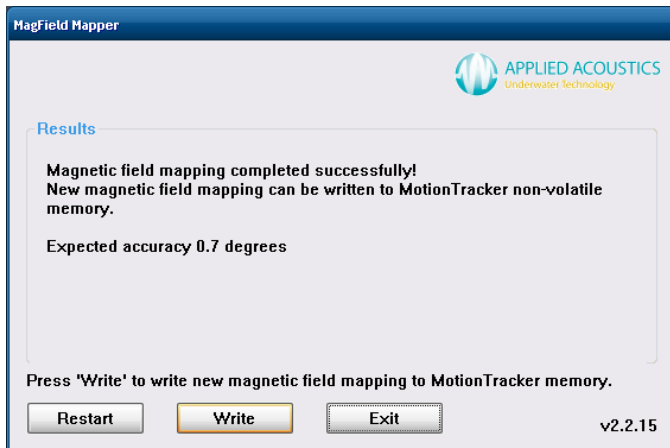 MagField Mapper
APPLIED ACOUSTICS
Underwater Technology
Results
Magnetic field mapping completed successfully!
New magnetic field mapping can be written to MotionTracker non-volatile
memory.
Expected accuracy 0.7 degrees
Press 'Write' to write new magnetic field mapping to MotionTracker memory.
Restart Write Exit v2.2.15